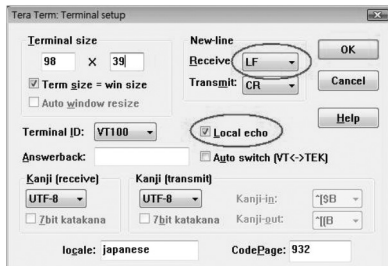 Tera Term: Terminal setup
Terminal size
98 X 39
Term size = win size
Auto window resize
New-line
Receive: LF
Transmit: CR
OK
Cancel
Help
Terminal ID: VT100
Local echo
Answerback:
Auto switch (VT<->TEK)
Kanji (receive)
UTF-8
7bit katakana
Kanji (transmit)
UTF-8
7bit katakana
Kanji-in: ^[$B
Kanji-out: ^[(B
locale: japanese
CodePage: 932